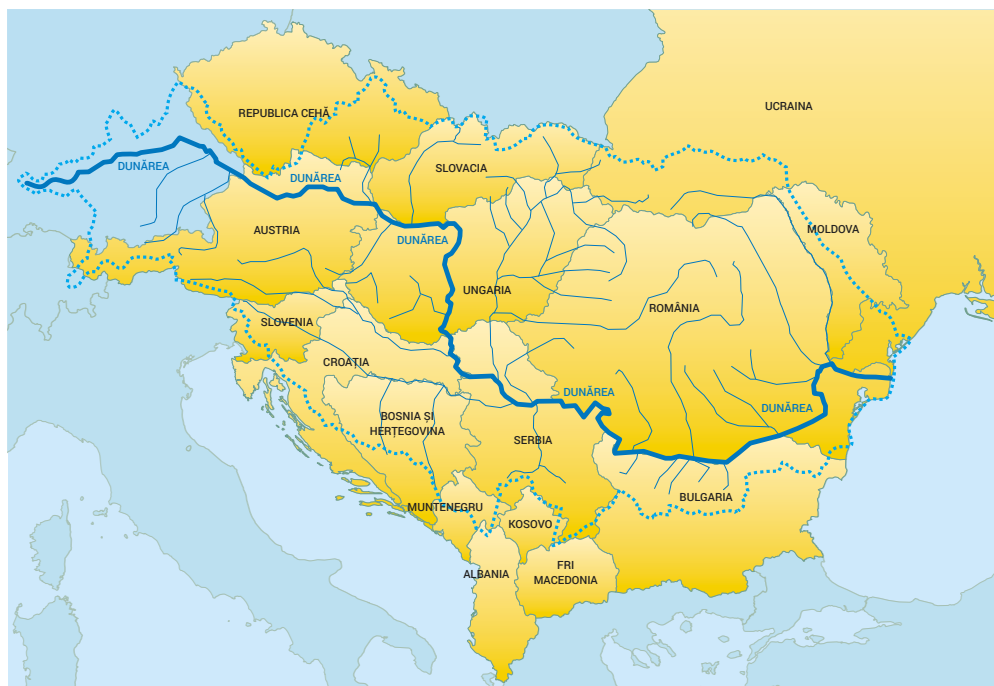 REPUBLICA CEHĂ
UCRAINA
DUNĂREA
DUNĂREA
SLOVACIA
AUSTRIA
DUNĂREA
MOLDOVA
UNGARIA
ROMÂNIA
SLOVENIA
CROAȚIA
DUNĂREA
DUNĂREA
BOSNIA ȘI
HERȚEGOVINA
SERBIA
BULGARIA
MUNTENEGRU
KOSOVO
ALBANIA
FRI
MACEDONIA